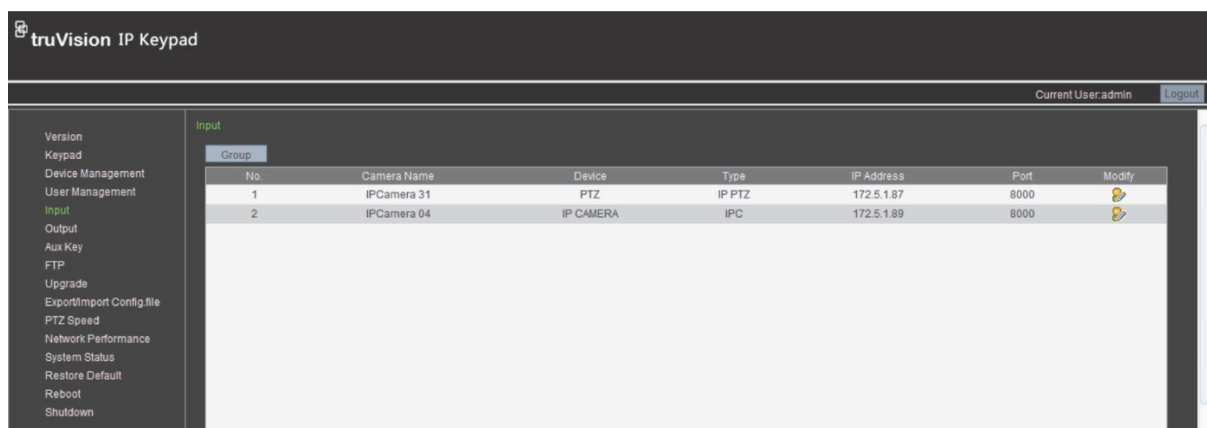 truVision IP Keypad
Current User:admin Logout
Version
Keypad
Device Management
User Management
Input
Output
Aux Key
FTP
Upgrade
Export/Import Config.file
PTZ Speed
Network Performance
System Status
Restore Default
Reboot
Shutdown
Input
Group
No. Camera Name Device Type IP Address Port Modify
1 IPCamera 31 PTZ IP PTZ 172.5.1.87 8000
2 IPCamera 04 IP CAMERA IPC 172.5.1.89 8000